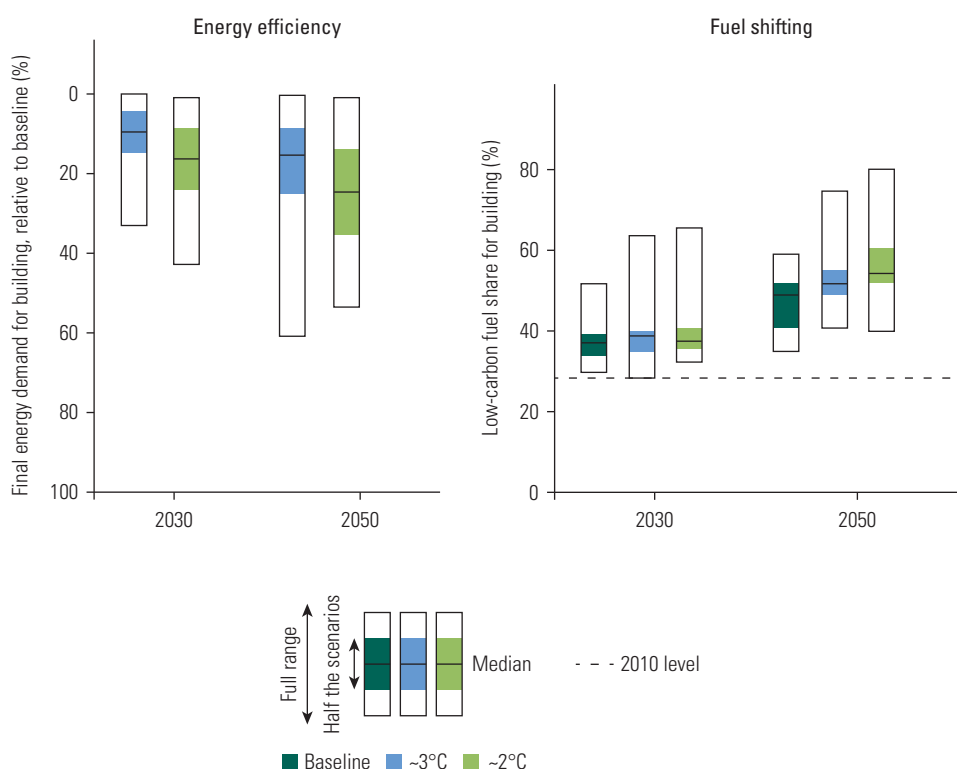 Energy efficiency
Final energy demand for building, relative to baseline (%)
0
20
40
60
80
100
2030
2050
Fuel shifting
Low-carbon fuel share for building (%)
80
60
40
20
0
2030
2050
Full range
Half the scenarios
Median
2010 level
Baseline
~3°C
~2°C